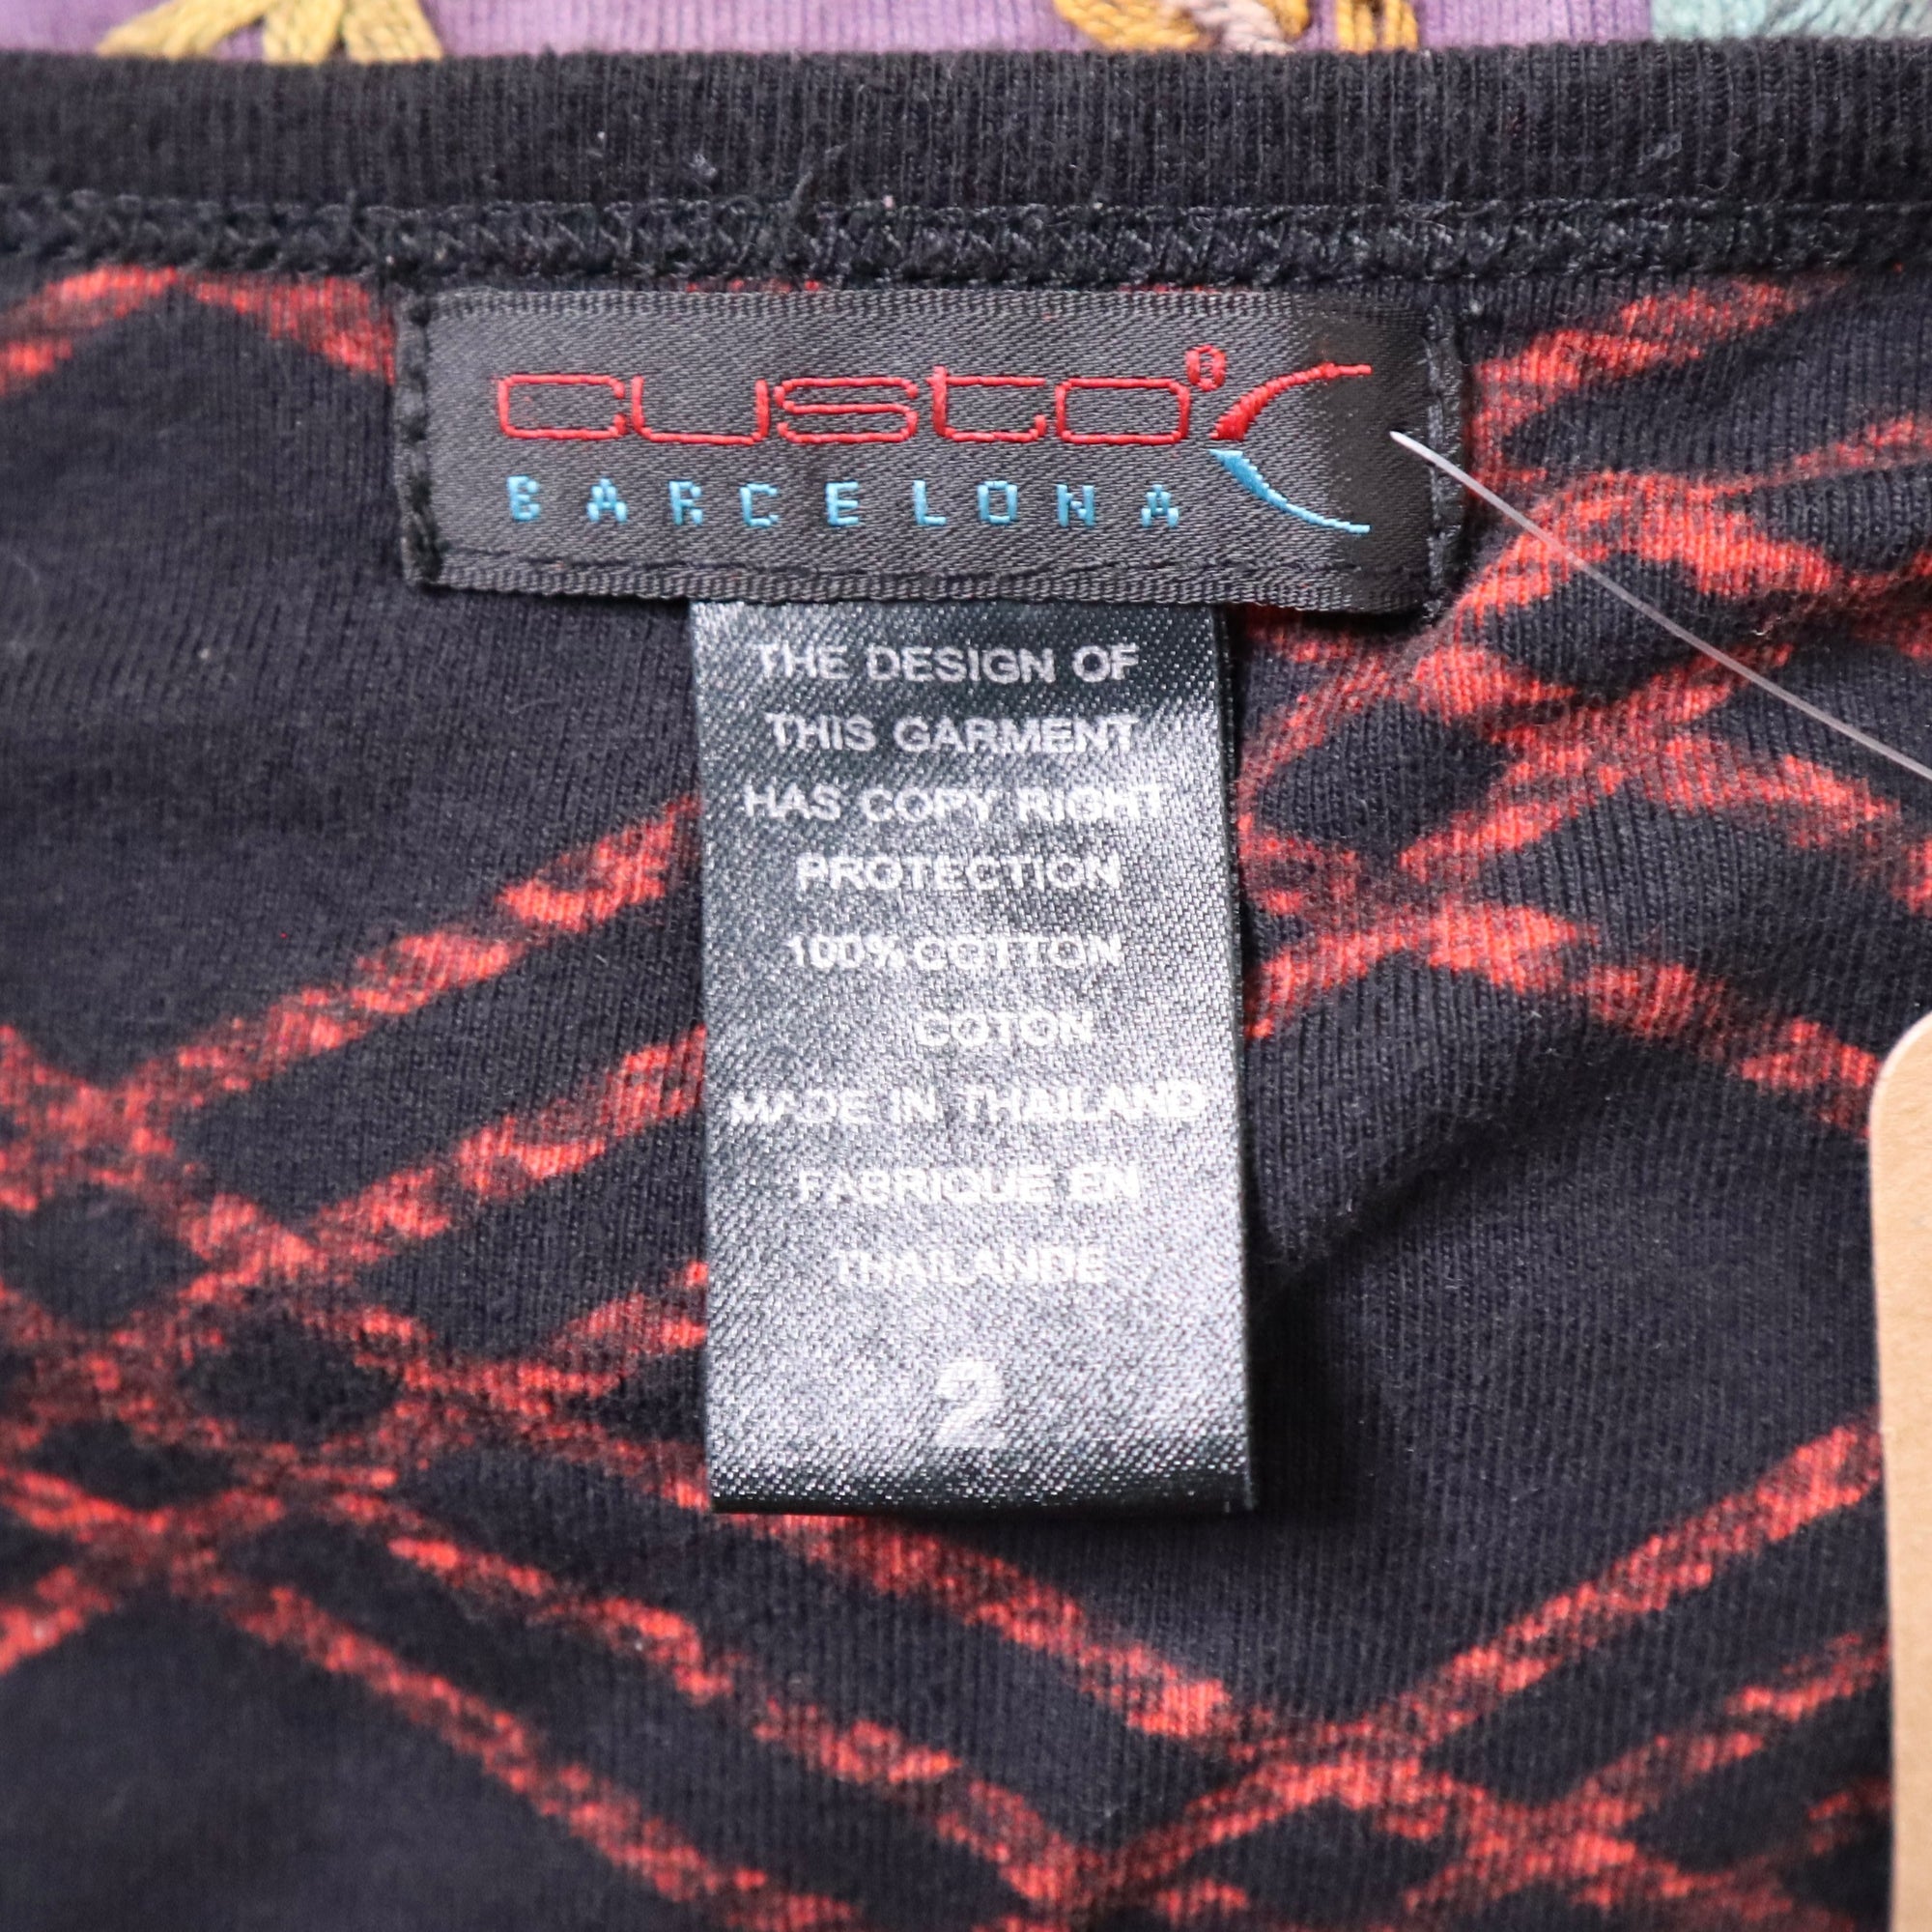 custo®
BARCELONA
THE DESIGN OF
THIS GARMENT
HAS COPY RIGHT
PROTECTION
100% COTTON
COTON
MADE IN THAILAND
FABRIQUE EN
THAILANDE
2